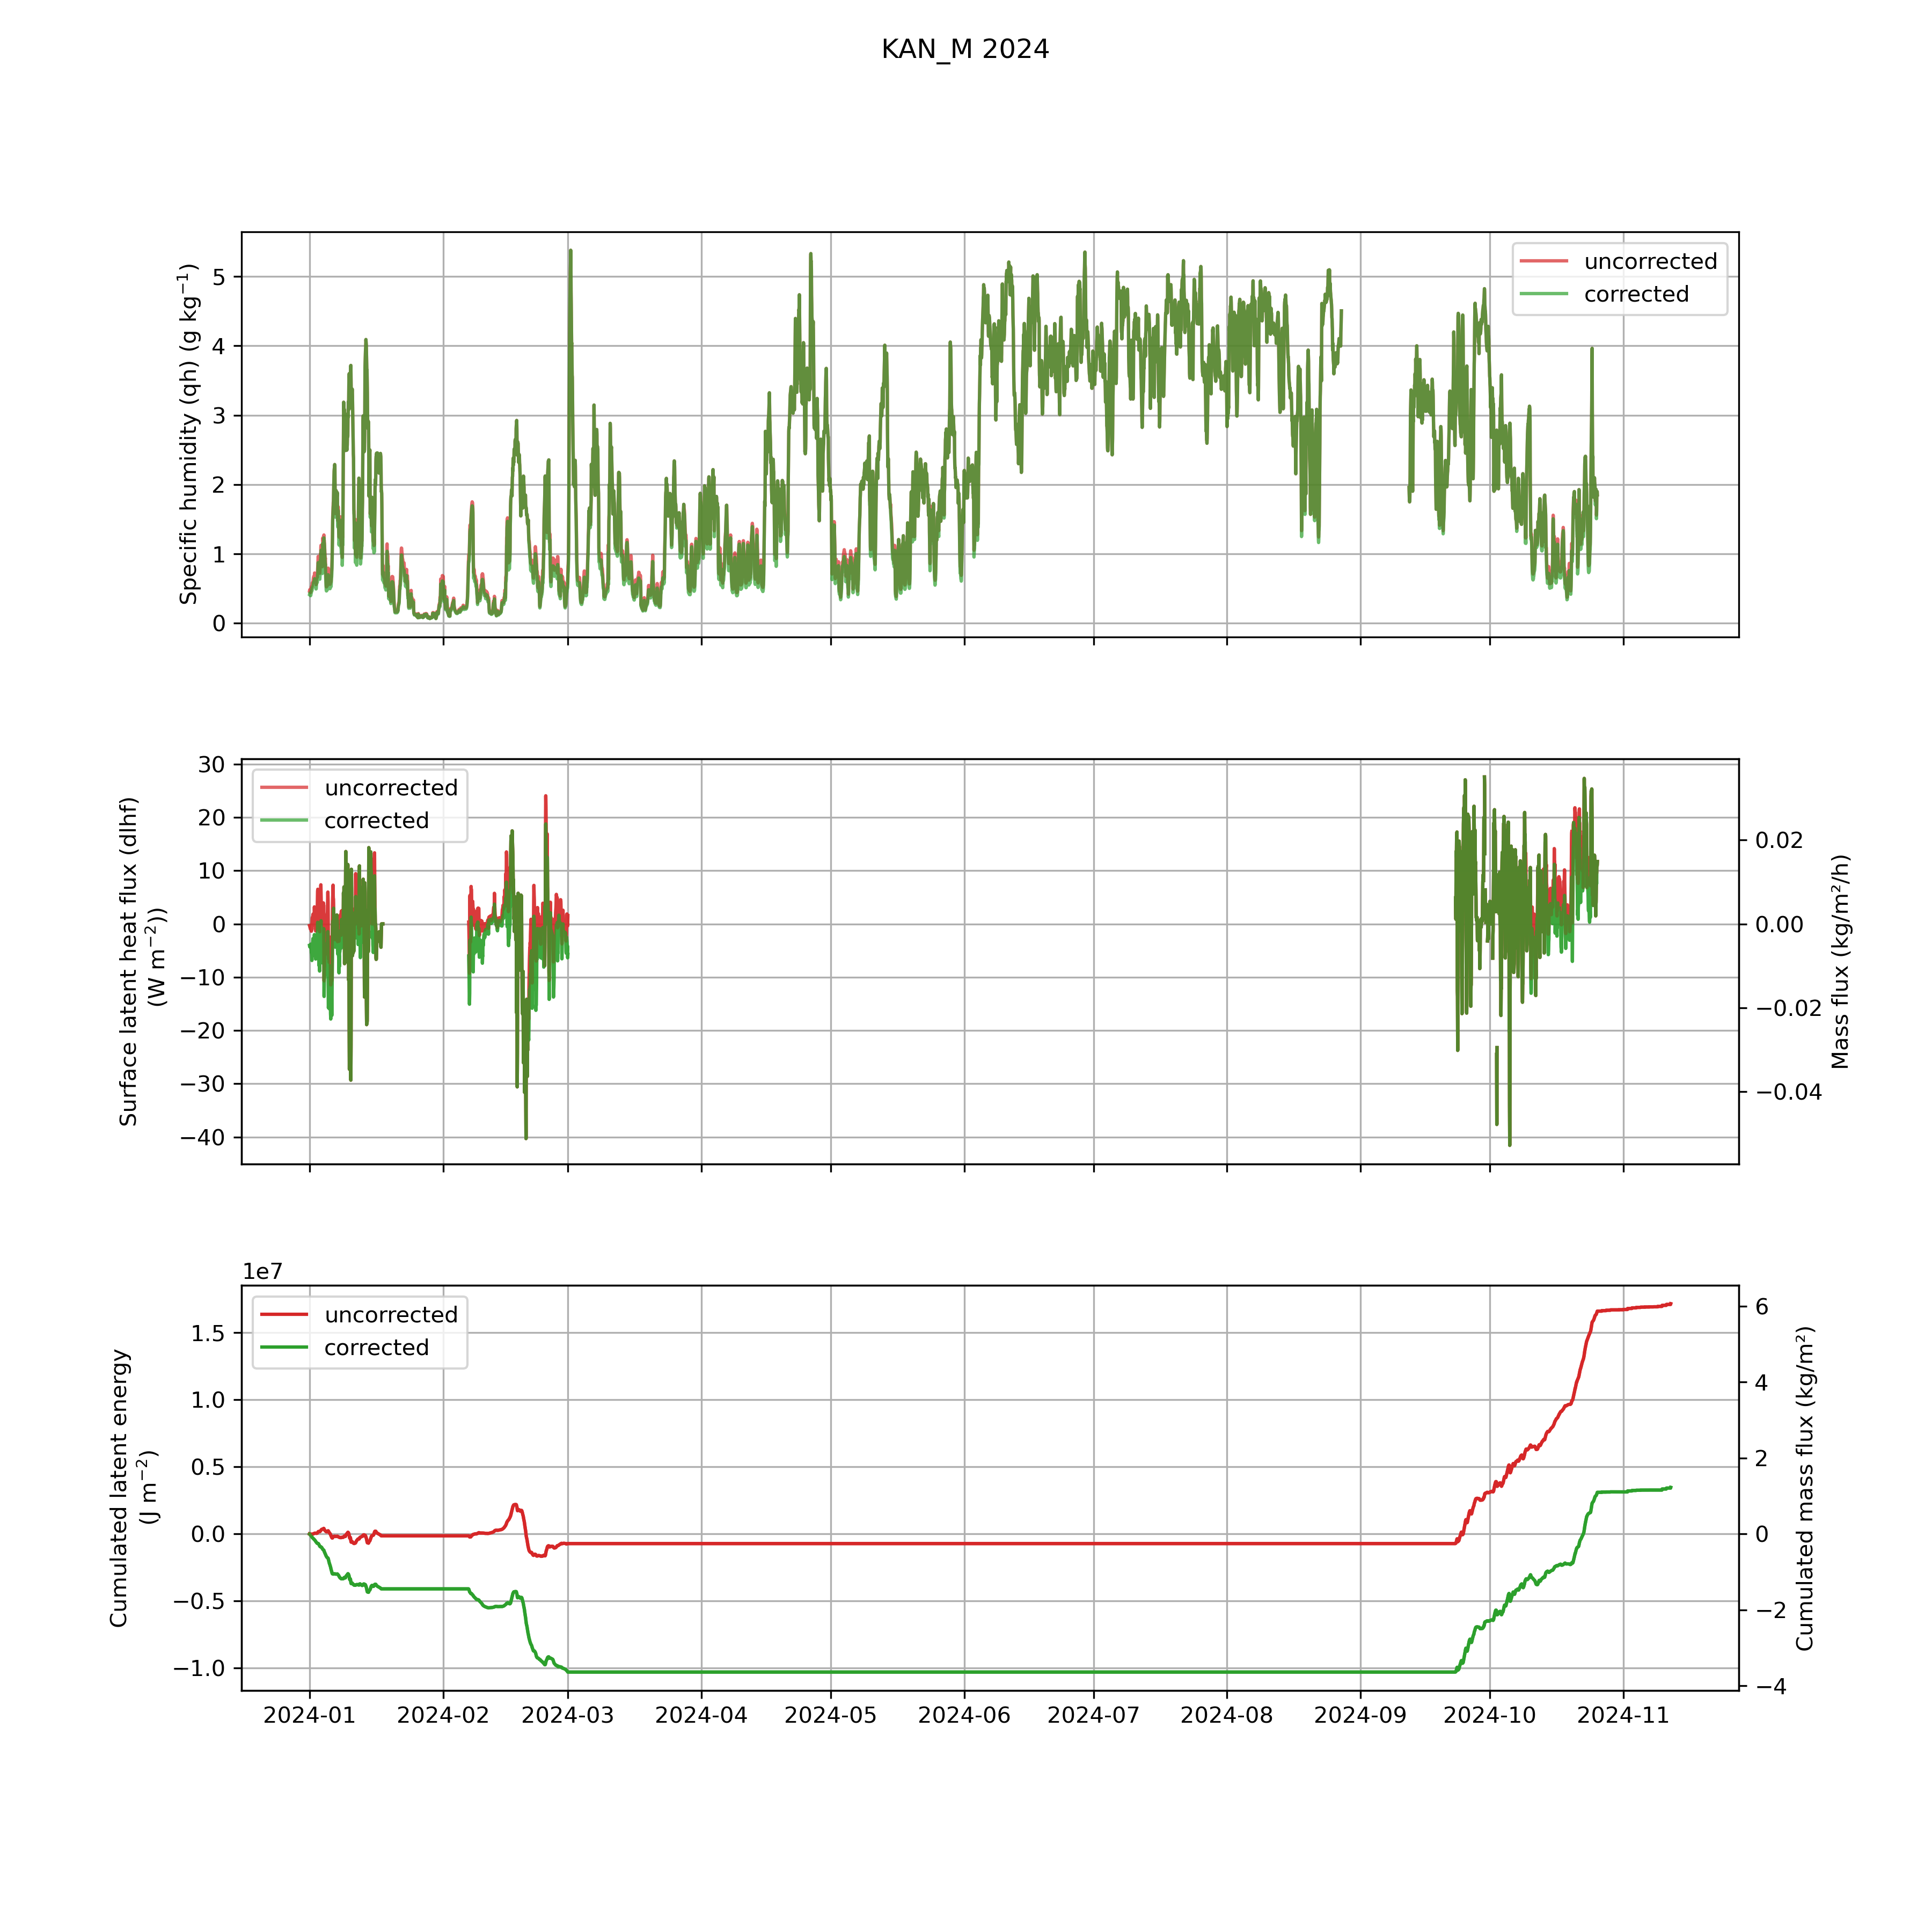 KAN_M 2024
Specific humidity (qh) (g kg⁻¹)
5
4
3
2
1
0
uncorrected
corrected
Surface latent heat flux (dlhf)
(W m⁻²))
30
20
10
0
−10
−20
−30
−40
uncorrected
corrected
0.02
0.00
−0.02
−0.04
Mass flux (kg/m²/h)
1e7
Cumulated latent energy
(J m⁻²)
1.5
1.0
0.5
0.0
−0.5
−1.0
uncorrected
corrected
6
4
2
0
−2
−4
Cumulated mass flux (kg/m²)
2024-01 2024-02 2024-03 2024-04 2024-05 2024-06 2024-07 2024-08 2024-09 2024-10 2024-11